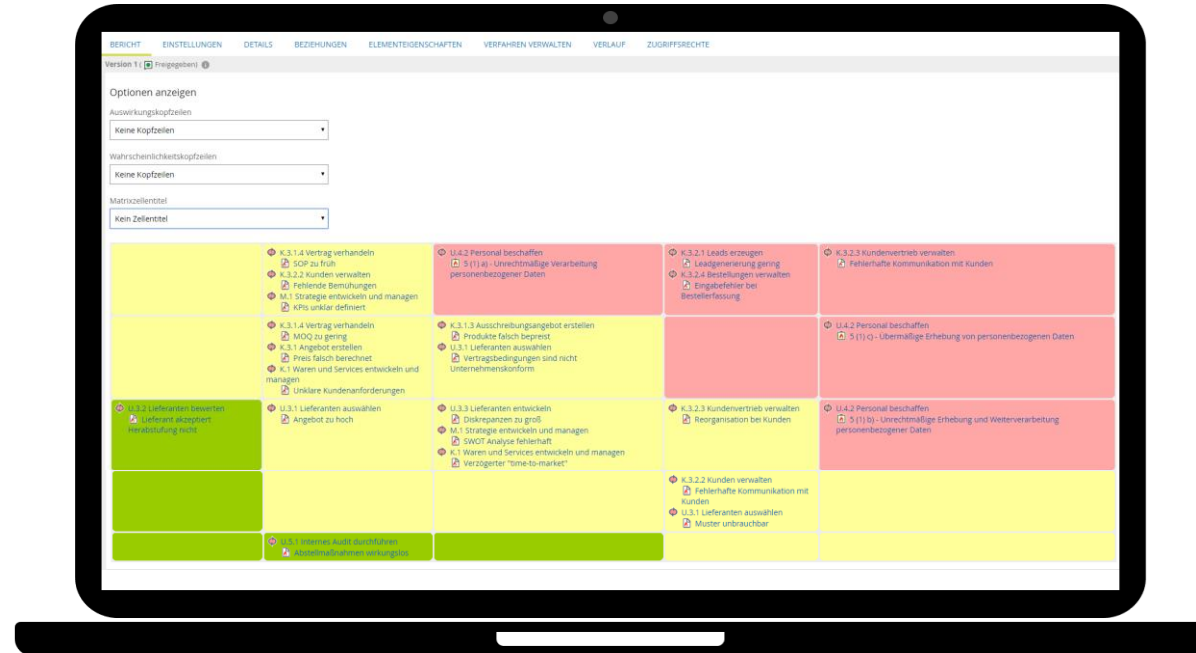 BERICHT EINSTELLUNGEN DETAILS BEZIEHUNGEN ELEMENTEIGENSCHAFTEN VERFAHREN VERWALTEN VERLAUF ZUGRIFFSRECHTE
Version 1 ( Freigegeben)
Optionen anzeigen
Auswirkungskopfzeilen
Keine Kopfzeilen
Wahrscheinlichkeitskopfzeilen
Keine Kopfzeilen
Matrixzellentitel
Kein Zellentitel
K.3.1.4 Vertrag verhandeln
SOP zu früh
K.3.2.2 Kunden verwalten
Fehlende Bemühungen
M.1 Strategie entwickeln und managen
KPIs unklar definiert
U.4.2 Personal beschaffen
5 (1) a) - Unrechtmäßige Verarbeitung
personenbezogener Daten
K.3.2.1 Leads erzeugen
Leadgenerierung gering
K.3.2.4 Bestellungen verwalten
Eingabefehler bei
Bestellerfassung
K.3.2.3 Kundenvertrieb verwalten
Fehlerhafte Kommunikation mit Kunden
K.3.1.4 Vertrag verhandeln
MOQ zu gering
K.3.1 Angebot erstellen
Preis falsch berechnet
K.1 Waren und Services entwickeln und
managen
Unklare Kundenanforderungen
K.3.1.3 Ausschreibungsangebot erstellen
Produkte falsch bepreist
U.3.1 Lieferanten auswählen
Vertragsbedingungen sind nicht
Unternehmenskonform
U.4.2 Personal beschaffen
5 (1) c) - Übermäßige Erhebung von personenbezogenen Daten
U.3.2 Lieferanten bewerten
Lieferant akzeptiert
Herabstufung nicht
U.3.1 Lieferanten auswählen
Angebot zu hoch
U.3.3 Lieferanten entwickeln
Diskrepanzen zu groß
M.1 Strategie entwickeln und managen
SWOT Analyse fehlerhaft
K.1 Waren und Services entwickeln und managen
Verzögerter "time-to-market"
K.3.2.3 Kundenvertrieb verwalten
Reorganisation bei Kunden
U.4.2 Personal beschaffen
5 (1) b) - Unrechtmäßige Erhebung und Weiterverarbeitung
personenbezogener Daten
K.3.2.2 Kunden verwalten
Fehlerhafte Kommunikation mit
Kunden
U.3.1 Lieferanten auswählen
Muster unbrauchbar
U.5.1 Internes Audit durchführen
Abstellmaßnahmen wirkungslos